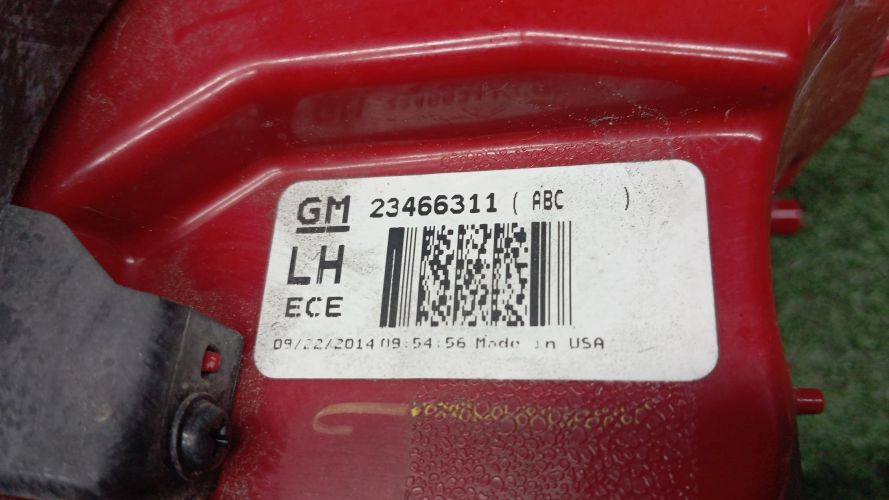 GM 23466311 ( ABC )
LH
ECE
09/22/2014 09:54:56 Made in USA